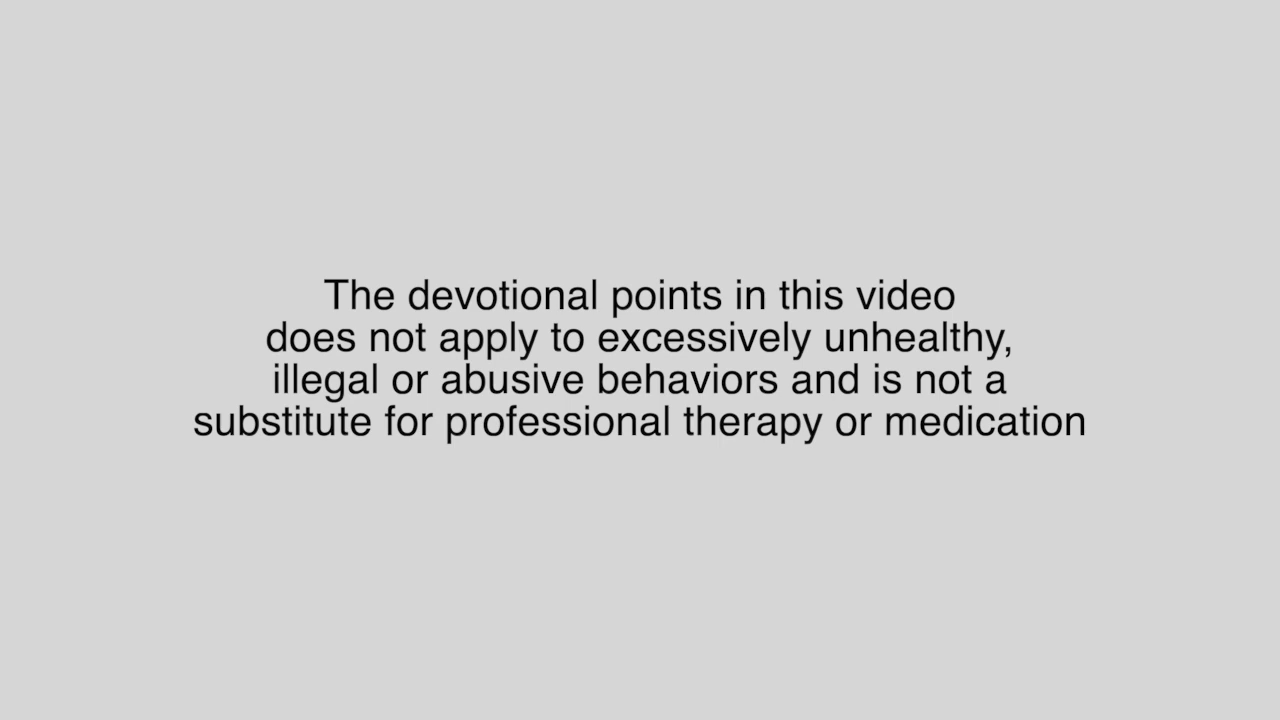 The devotional points in this video
does not apply to excessively unhealthy,
illegal or abusive behaviors and is not a
substitute for professional therapy or medication